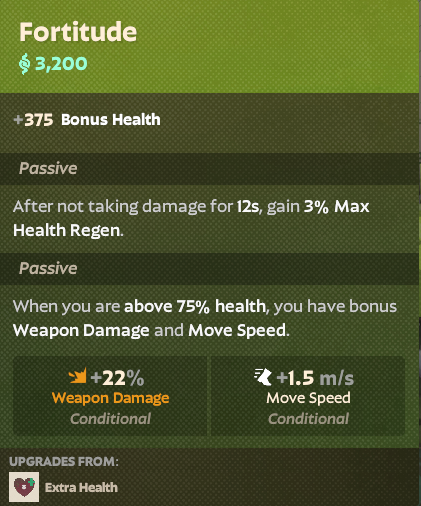 Fortitude
3,200
+375 Bonus Health
Passive
After not taking damage for 12s, gain 3% Max
Health Regen.
Passive
When you are above 75% health, you have bonus
Weapon Damage and Move Speed.
+22%
Weapon Damage
Conditional
+1.5 m/s
Move Speed
Conditional
UPGRADES FROM:
Extra Health